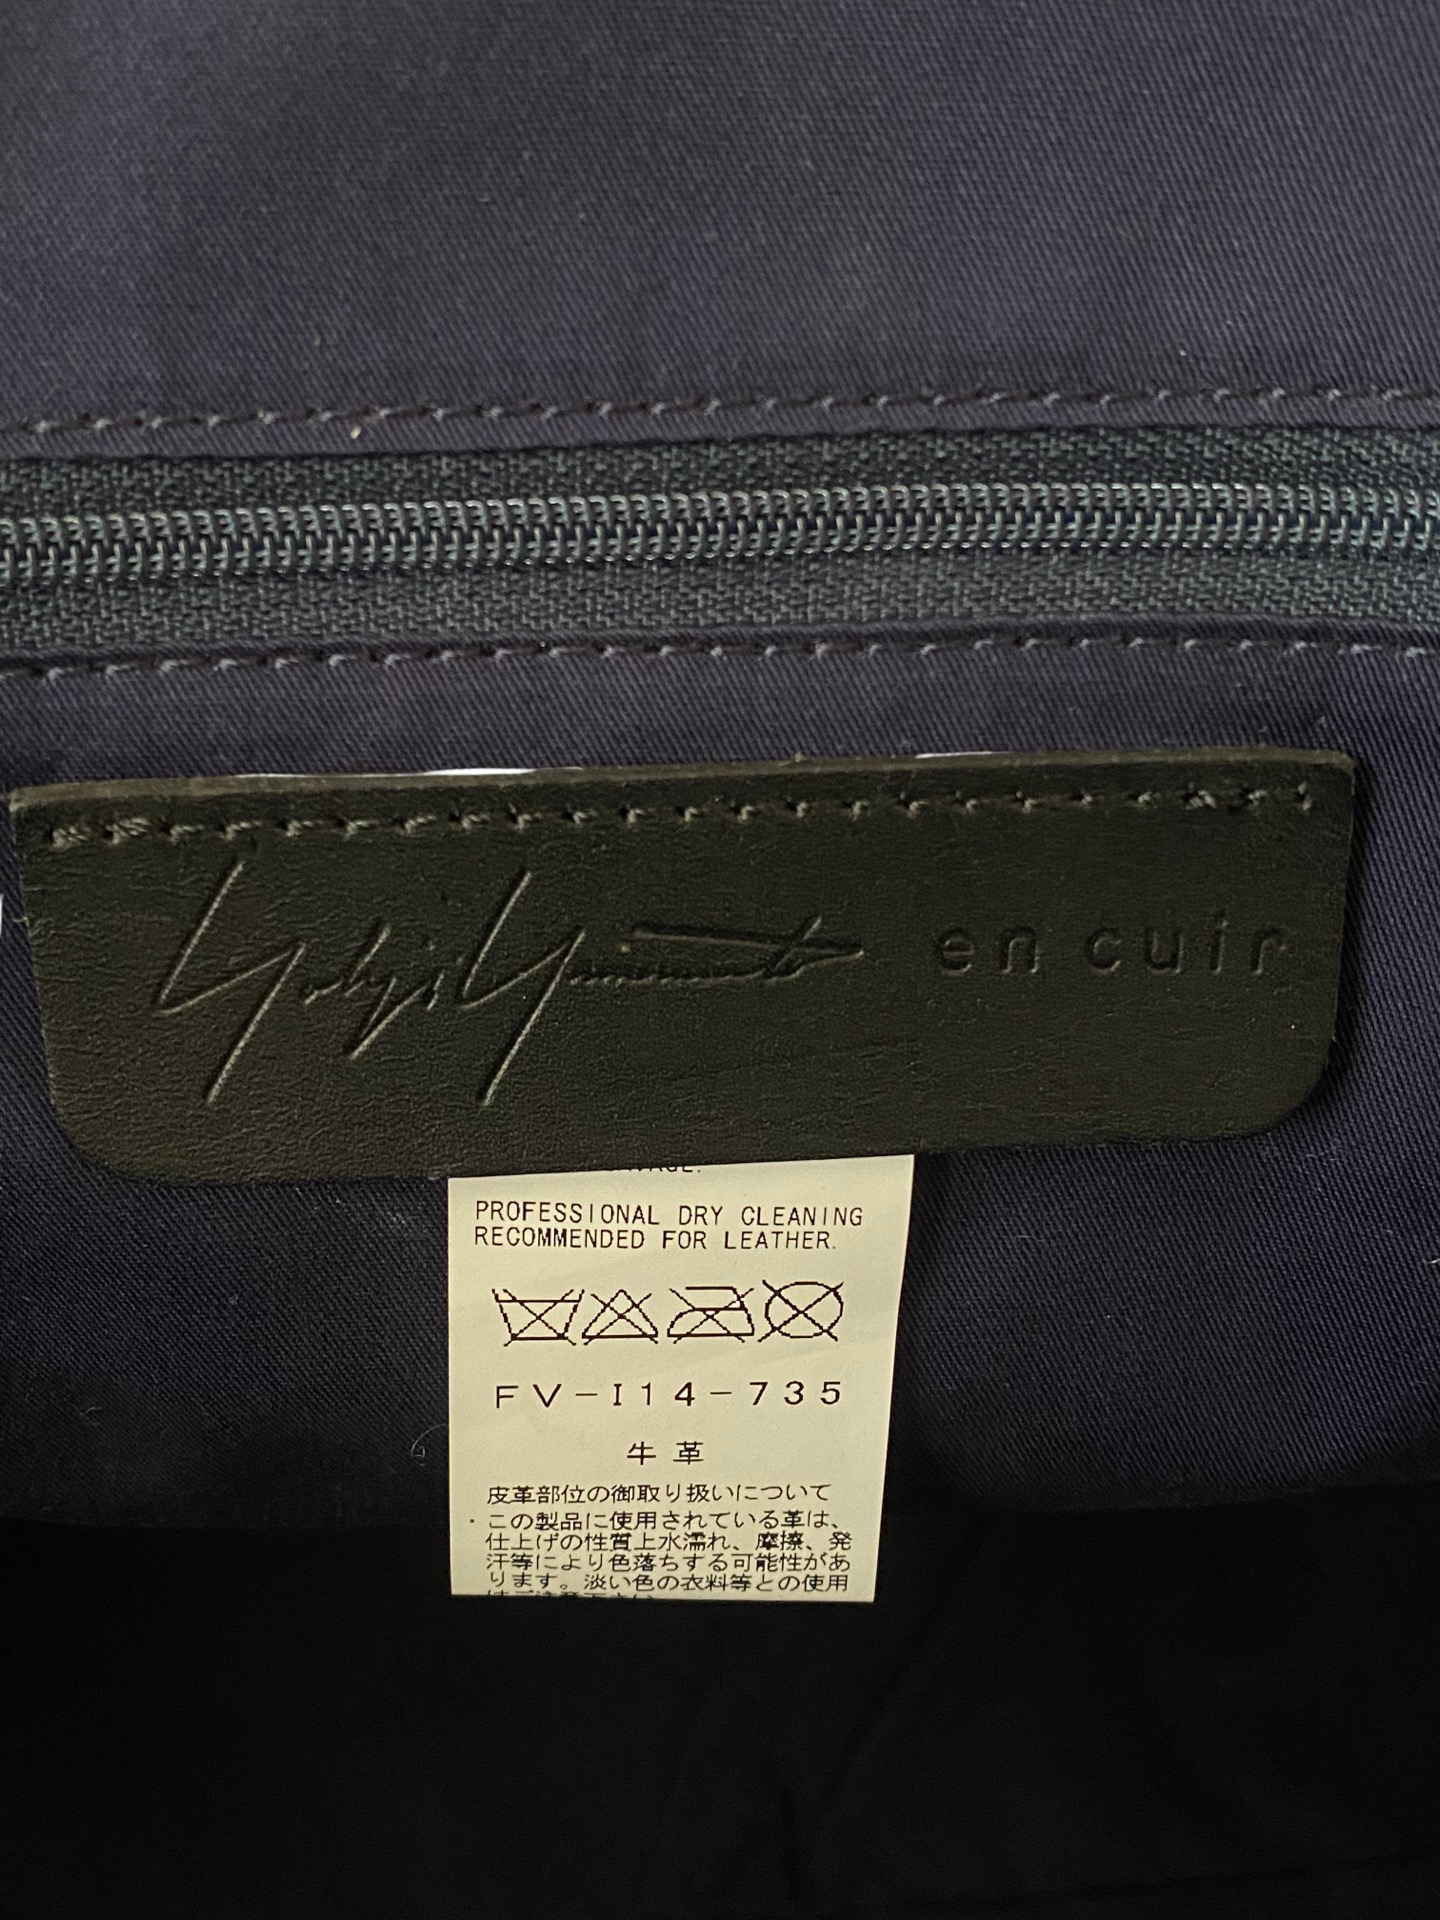 Yohji Yamamoto en cuir
PROFESSIONAL DRY CLEANING
RECOMMENDED FOR LEATHER.
FV-I14-735
牛革
皮革部位の御取り扱いについて
・この製品に使用されている革は、
仕上げの性質上水濡れ、摩擦、発
汗等により色落ちする可能性があ
ります。淡い色の衣料等との使用